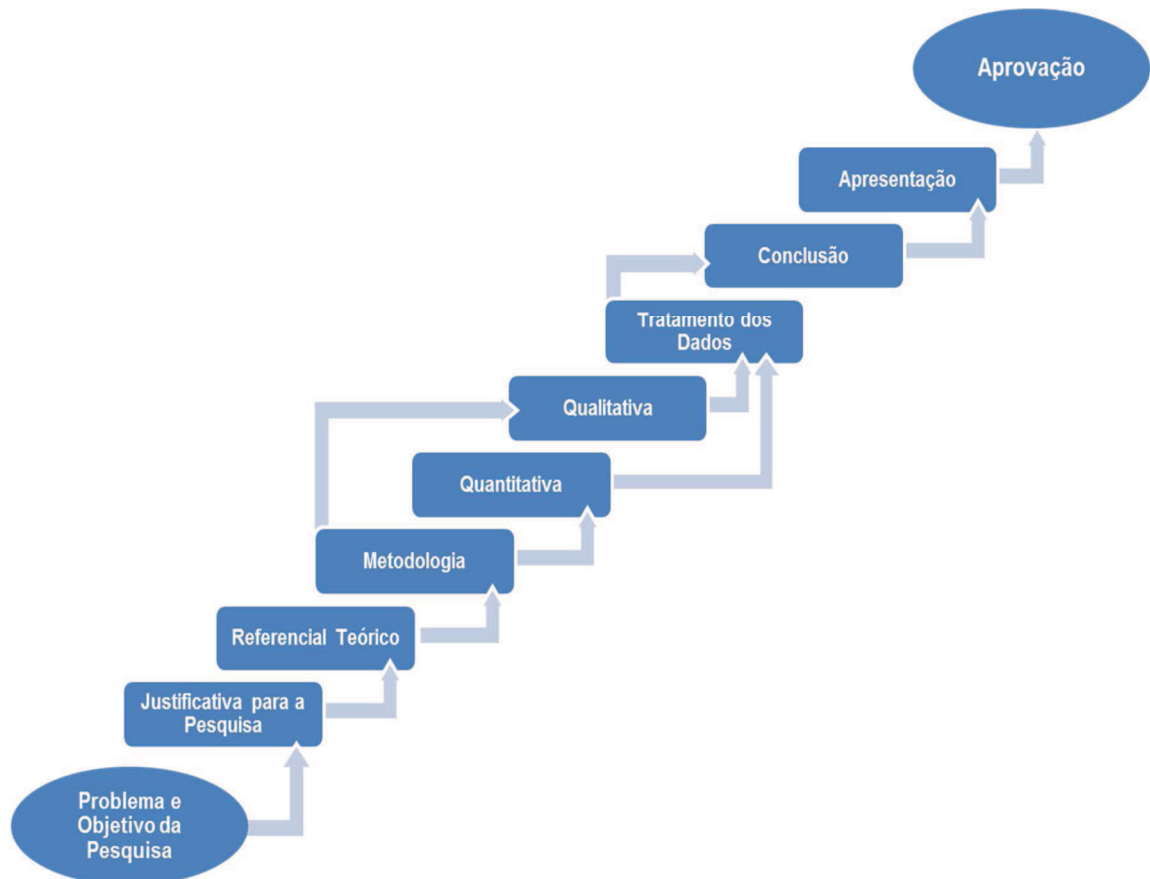 Aprovação
Apresentação
Conclusão
Tratamento dos
Dados
Qualitativa
Quantitativa
Metodologia
Referencial Teórico
Justificativa para a
Pesquisa
Problema e
Objetivo da
Pesquisa